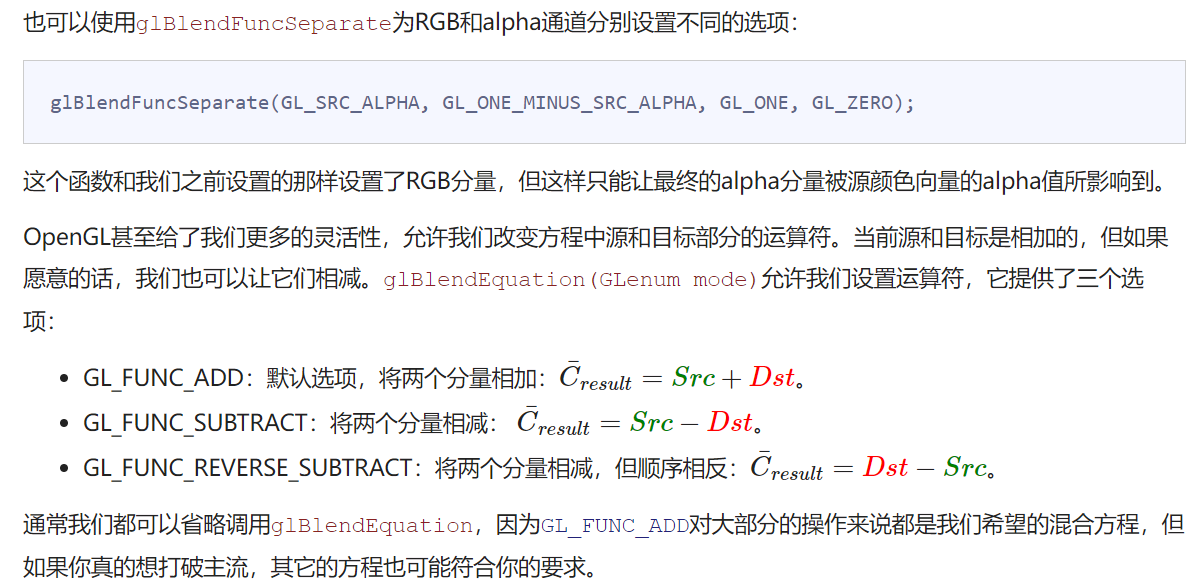 也可以使用glBlendFuncSeparate为RGB和alpha通道分别设置不同的选项：
glBlendFuncSeparate(GL_SRC_ALPHA, GL_ONE_MINUS_SRC_ALPHA, GL_ONE, GL_ZERO);
这个函数和我们之前设置的那样设置了RGB分量，但这样只能让最终的alpha分量被源颜色向量的alpha值所影响到。
OpenGL甚至给了我们更多的灵活性，允许我们改变方程中源和目标部分的运算符。当前源和目标是相加的，但如果
愿意的话，我们也可以让它们相减。glBlendEquation(GLenum mode)允许我们设置运算符，它提供了三个选
项：
• GL_FUNC_ADD：默认选项，将两个分量相加：C̄result = Src + Dst。
• GL_FUNC_SUBTRACT：将两个分量相减： C̄result = Src − Dst。
• GL_FUNC_REVERSE_SUBTRACT：将两个分量相减，但顺序相反：C̄result = Dst − Src。
通常我们都可以省略调用glBlendEquation，因为GL_FUNC_ADD对大部分的操作来说都是我们希望的混合方程，但
如果你真的想打破主流，其它的方程也可能符合你的要求。